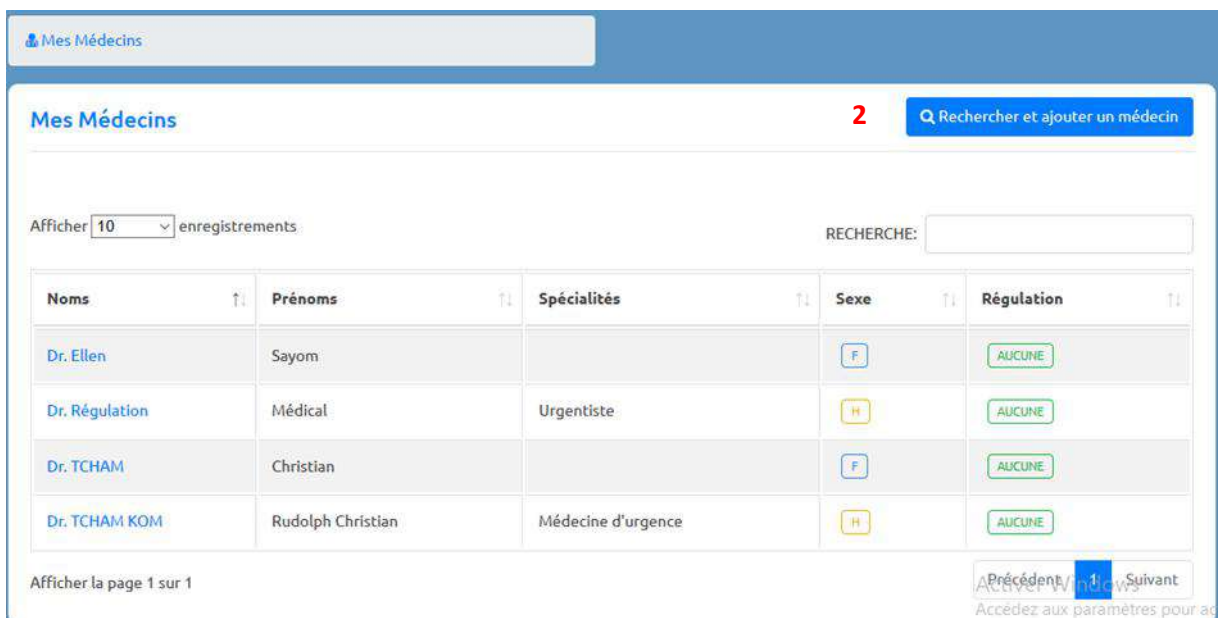 Mes Médecins
Mes Médecins
2 Rechercher et ajouter un médecin
Afficher 10 enregistrements
RECHERCHE:
Noms Prénoms Spécialités Sexe Régulation
Dr. Ellen Sayom F AUCUNE
Dr. Régulation Médical Urgentiste H AUCUNE
Dr. TCHAM Christian F AUCUNE
Dr. TCHAM KOM Rudolph Christian Médecine d'urgence H AUCUNE
Afficher la page 1 sur 1 Précédent 1 Suivant
Activer Windows
Accédez aux paramètres pour